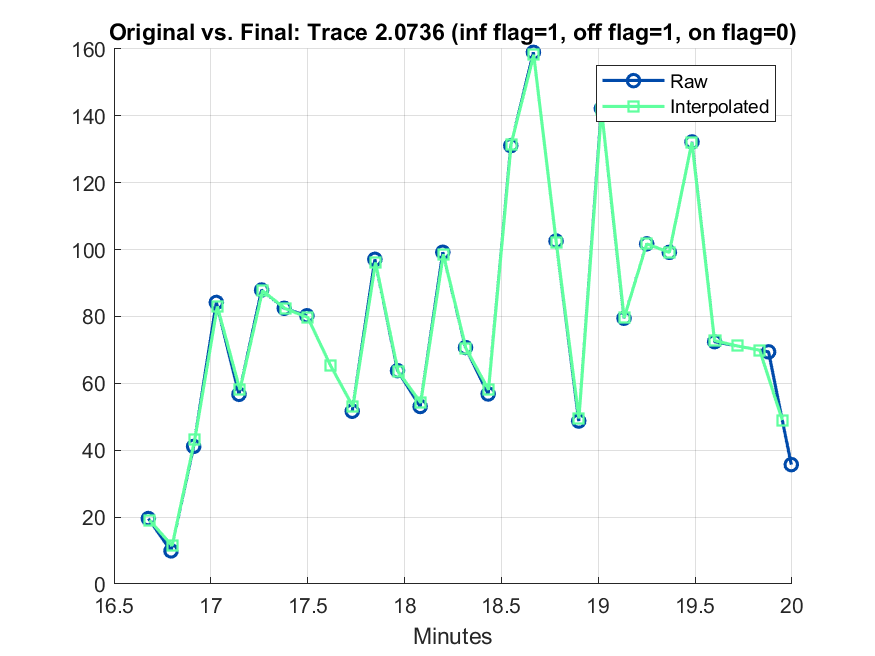 Original vs. Final: Trace 2.0736 (inf flag=1, off flag=1, on flag=0)
160
140
120
100
80
60
40
20
0
Raw
Interpolated
16.5 17 17.5 18 18.5 19 19.5 20
Minutes